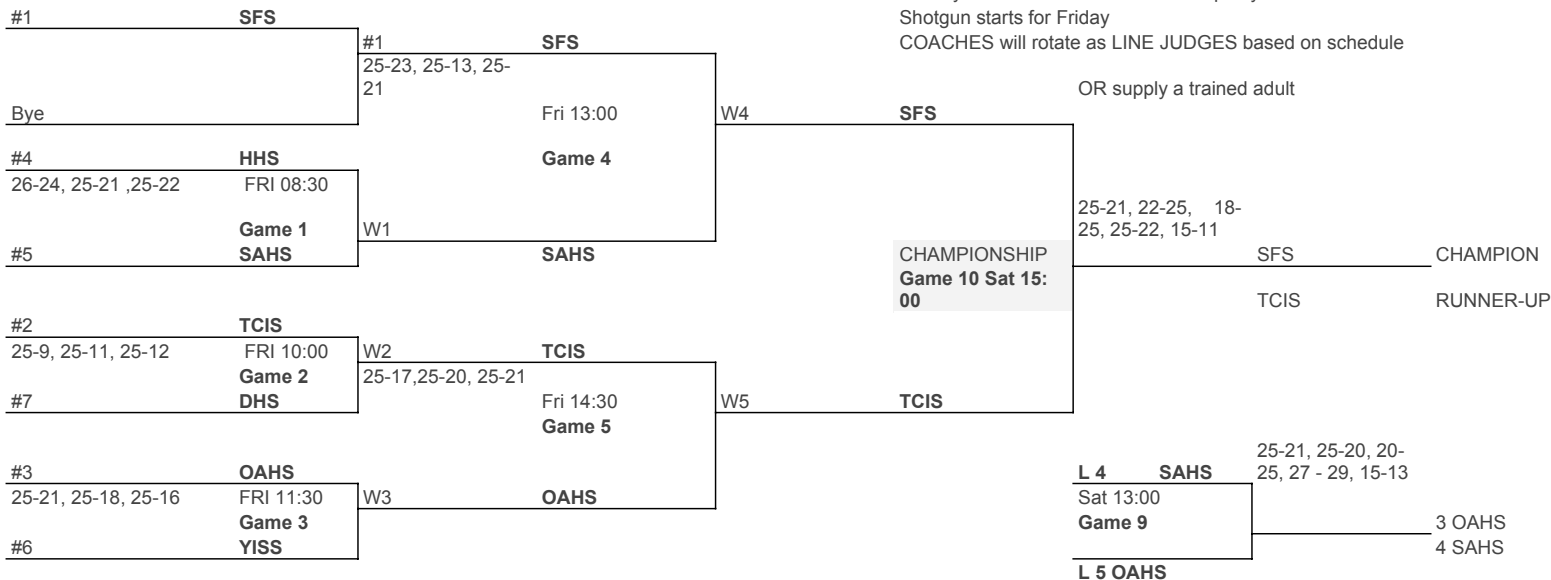 #1 SFS
Shotgun starts for Friday
#1 SFS
COACHES will rotate as LINE JUDGES based on schedule
25-23, 25-13, 25-
21
OR supply a trained adult
Bye
Fri 13:00
W4 SFS
#4 HHS
Game 4
26-24, 25-21 ,25-22 FRI 08:30
25-21, 22-25, 18-
25, 25-22, 15-11
Game 1
W1
#5 SAHS
SAHS
CHAMPIONSHIP
Game 10 Sat 15:
00
SFS CHAMPION
TCIS RUNNER-UP
#2 TCIS
25-9, 25-11, 25-12 FRI 10:00
W2 TCIS
Game 2
25-17,25-20, 25-21
#7 DHS
Fri 14:30
W5 TCIS
Game 5
25-21, 25-20, 20-
25, 27 - 29, 15-13
#3 OAHS
L 4 SAHS
25-21, 25-18, 25-16 FRI 11:30
W3 OAHS
Sat 13:00
Game 3
Game 9
3 OAHS
#6 YISS
4 SAHS
L 5 OAHS